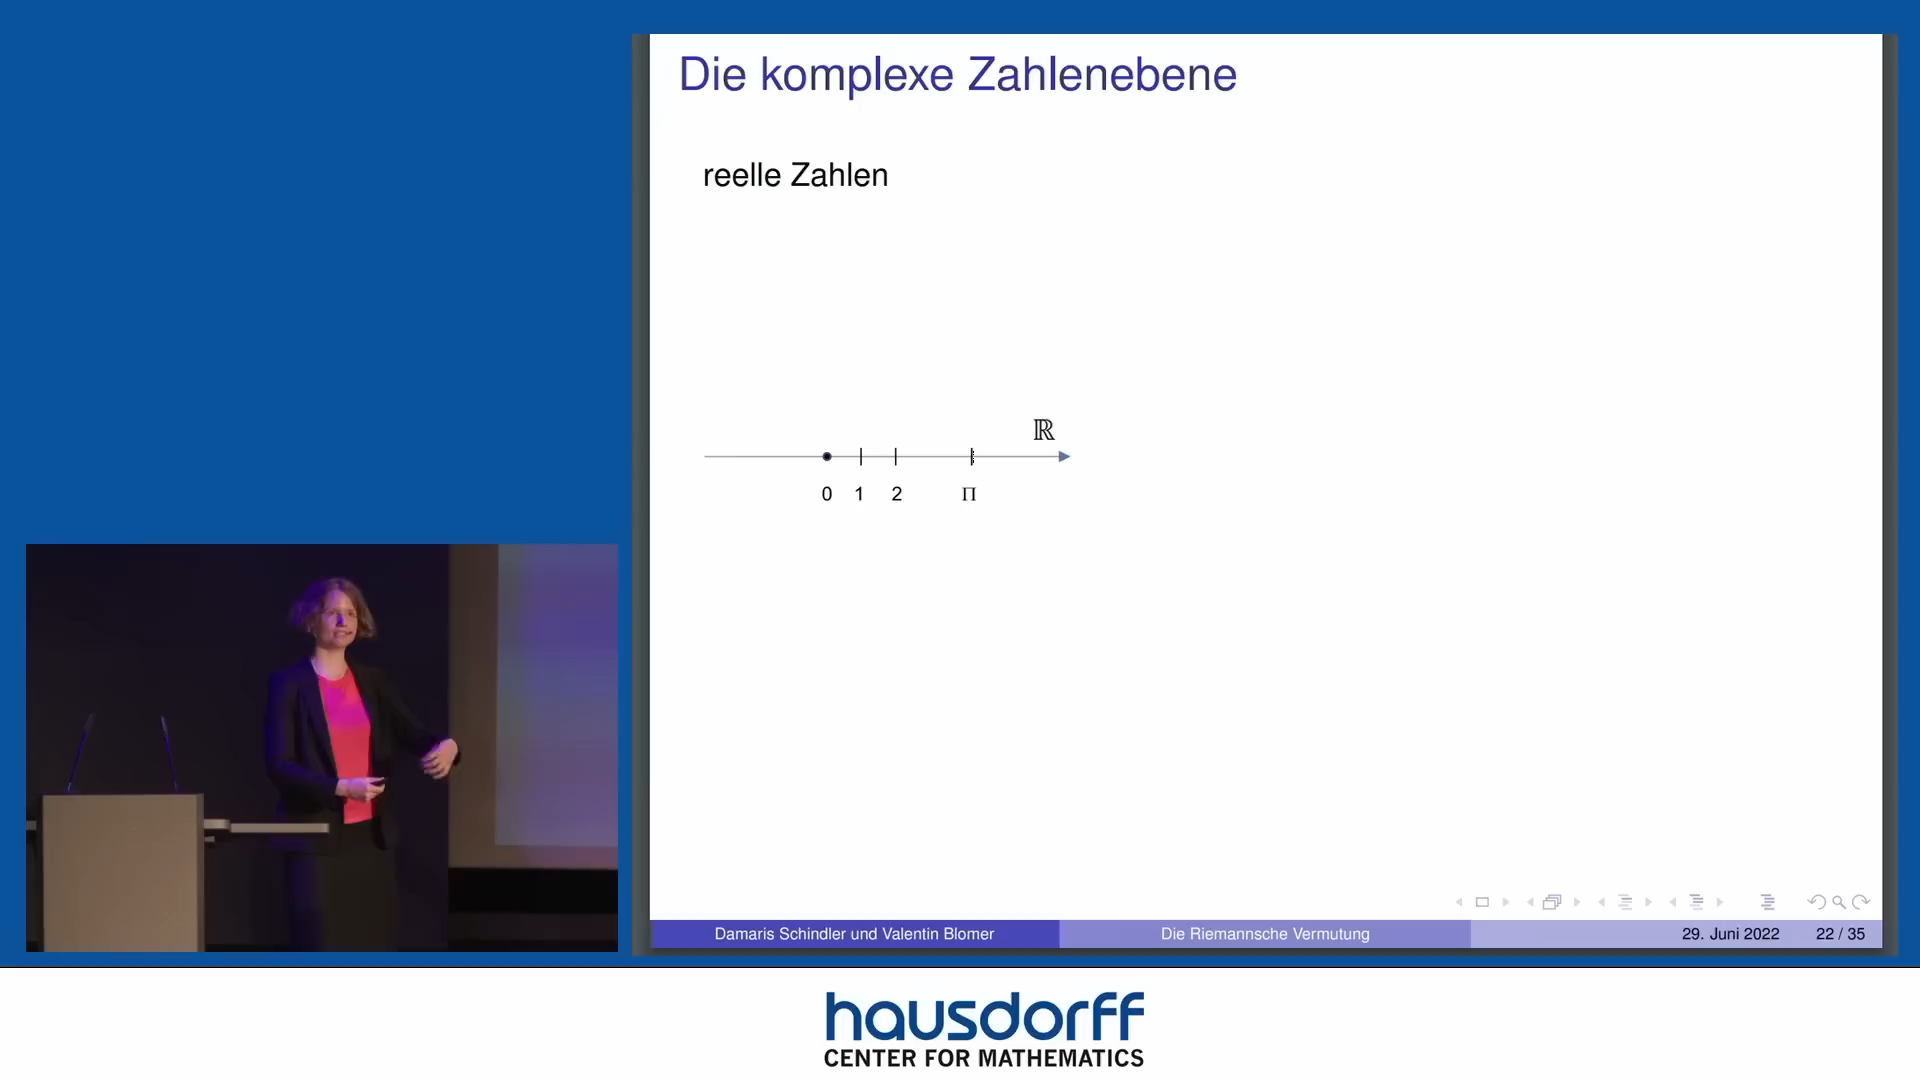 Die komplexe Zahlenebene
reelle Zahlen
ℝ
0 1 2 Π
Damaris Schindler und Valentin Blomer Die Riemannsche Vermutung 29. Juni 2022 22 / 35
hausdorff
CENTER FOR MATHEMATICS